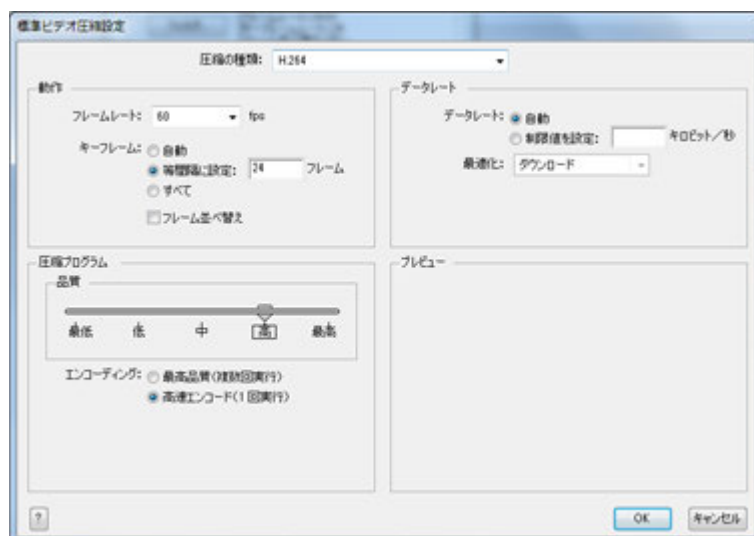 標準ビデオ圧縮設定
圧縮の種類: H.264
動作
フレームレート: 60 fps
キーフレーム: 自動
等間隔に設定: 24 フレーム
すべて
フレーム並べ替え
データレート
データレート: 自動
制限値を設定: キロビット/秒
最適化: ダウンロード
圧縮プログラム
品質
最低 低 中 高 最高
エンコーディング: 最高品質(複数回実行)
高速エンコード(1回実行)
プレビュー
?
OK キャンセル